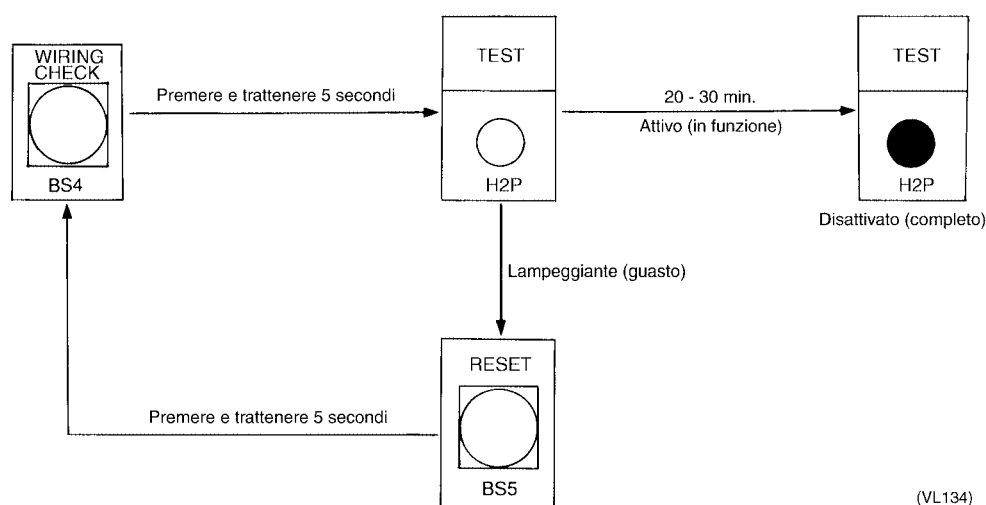 WIRING
CHECK
BS4
Premere e trattenere 5 secondi
TEST
H2P
20 - 30 min.
Attivo (in funzione)
TEST
H2P
Disattivato (completo)
Lampeggiante (guasto)
RESET
BS5
Premere e trattenere 5 secondi
(VL134)